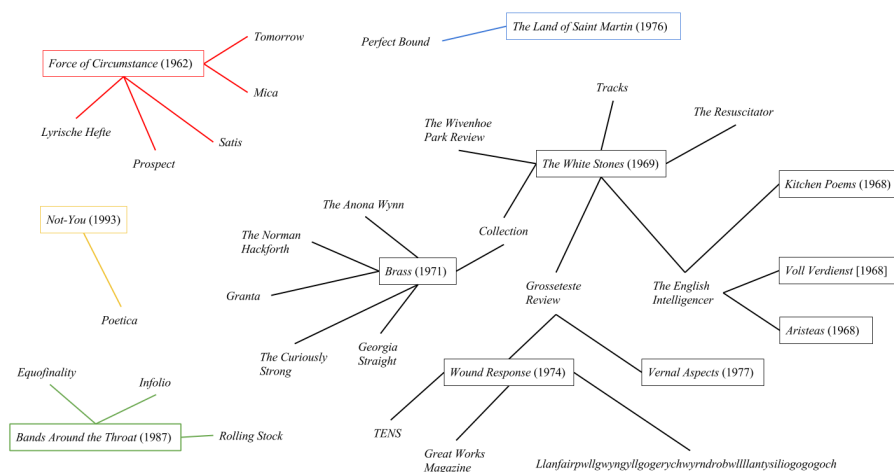 Tomorrow
Perfect Bound
The Land of Saint Martin (1976)
Force of Circumstance (1962)
Mica
Tracks
The Resuscitator
Lyrische Hefte
Prospect
Satis
The Wivenhoe
Park Review
The White Stones (1969)
Kitchen Poems (1968)
Not-You (1993)
The Anona Wynn
The Norman
Hackforth
Collection
Brass (1971)
Granta
Grosseteste
Review
The English
Intelligencer
Voll Verdienst [1968]
Poetica
Aristeas (1968)
The Curiously
Strong
Georgia
Straight
Equofinality
Infolio
Wound Response (1974)
Vernal Aspects (1977)
Bands Around the Throat (1987)
Rolling Stock
TENS
Great Works
Magazine
Llanfairpwllgwyngyllgogerychwyrndrobwllllantysiliogogogoch